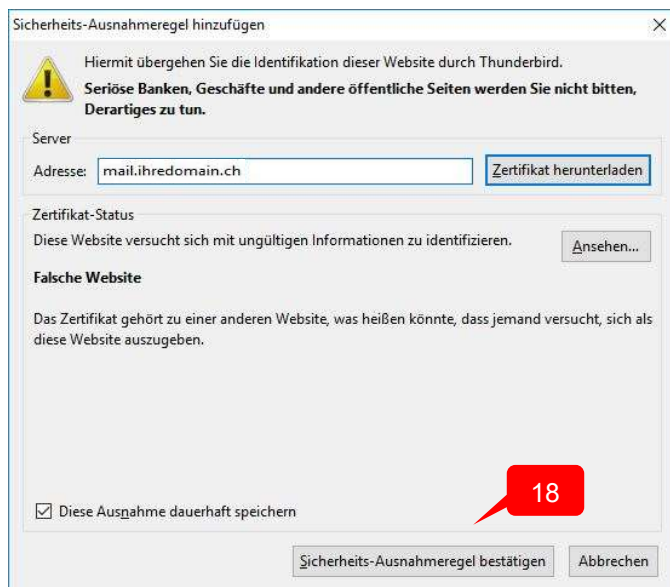 Sicherheits-Ausnahmeregel hinzufügen
Hiermit übergehen Sie die Identifikation dieser Website durch Thunderbird.
Seriöse Banken, Geschäfte und andere öffentliche Seiten werden Sie nicht bitten,
Derartiges zu tun.
Server
Adresse: mail.ihredomain.ch Zertifikat herunterladen
Zertifikat-Status
Diese Website versucht sich mit ungültigen Informationen zu identifizieren. Ansehen...
Falsche Website
Das Zertifikat gehört zu einer anderen Website, was heißen könnte, dass jemand versucht, sich als
diese Website auszugeben.
18
Diese Ausnahme dauerhaft speichern
Sicherheits-Ausnahmeregel bestätigen Abbrechen